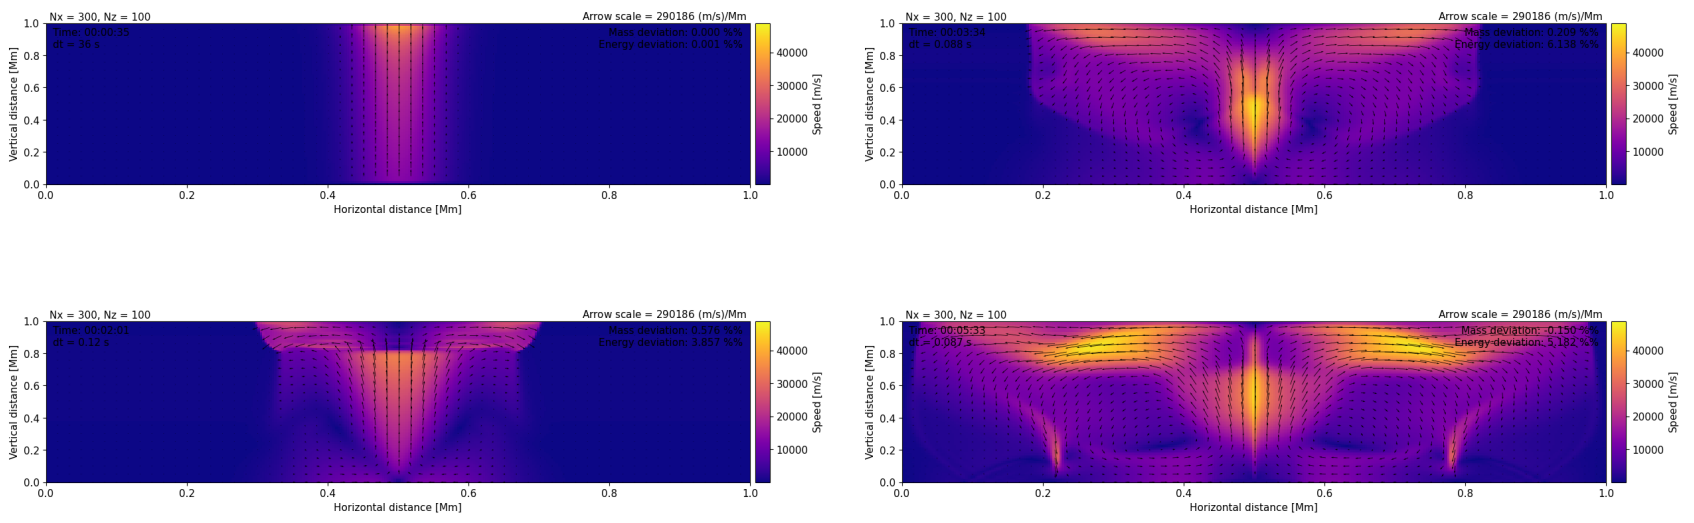 Nx = 300, Nz = 100
Arrow scale = 290186 (m/s)/Mm
Time: 00:00:35
Mass deviation: 0.000 %%
dt = 36 s
Energy deviation: 0.001 %%
Vertical distance [Mm]
1.0
0.8
0.6
0.4
0.2
0.0
0.0 0.2 0.4 0.6 0.8 1.0
Horizontal distance [Mm]
40000
30000
20000
10000
Speed [m/s]
Nx = 300, Nz = 100
Arrow scale = 290186 (m/s)/Mm
Time: 00:03:34
Mass deviation: 0.209 %%
dt = 0.088 s
Energy deviation: 6.138 %%
Vertical distance [Mm]
1.0
0.8
0.6
0.4
0.2
0.0
0.0 0.2 0.4 0.6 0.8 1.0
Horizontal distance [Mm]
40000
30000
20000
10000
Speed [m/s]
Nx = 300, Nz = 100
Arrow scale = 290186 (m/s)/Mm
Time: 00:02:01
Mass deviation: 0.576 %%
dt = 0.12 s
Energy deviation: 3.857 %%
Vertical distance [Mm]
1.0
0.8
0.6
0.4
0.2
0.0
0.0 0.2 0.4 0.6 0.8 1.0
Horizontal distance [Mm]
40000
30000
20000
10000
Speed [m/s]
Nx = 300, Nz = 100
Arrow scale = 290186 (m/s)/Mm
Time: 00:05:33
Mass deviation: -0.150 %%
dt = 0.087 s
Energy deviation: 5.182 %%
Vertical distance [Mm]
1.0
0.8
0.6
0.4
0.2
0.0
0.0 0.2 0.4 0.6 0.8 1.0
Horizontal distance [Mm]
40000
30000
20000
10000
Speed [m/s]